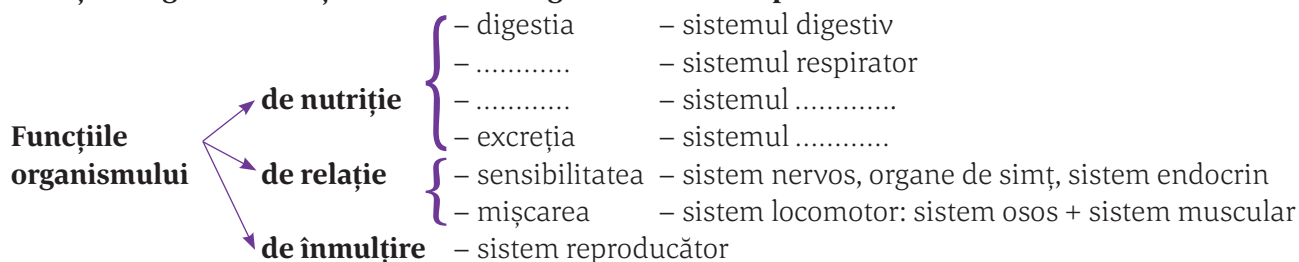 – digestia – sistemul digestiv
– ………… – sistemul respirator
de nutriție – ………… – sistemul ………….
Funcțiile – excreția – sistemul …………
organismului de relație – sensibilitatea – sistem nervos, organe de simț, sistem endocrin
– mișcarea – sistem locomotor: sistem osos + sistem muscular
de înmulțire – sistem reproducător